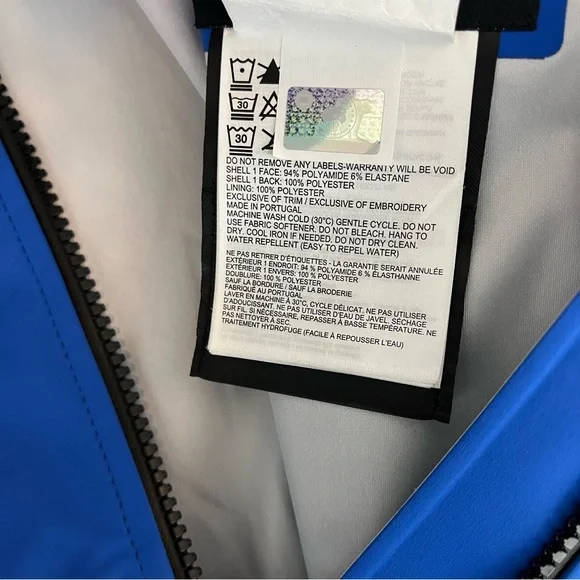 30
30
DO NOT REMOVE ANY LABELS-WARRANTY WILL BE VOID
SHELL 1 FACE: 94% POLYAMIDE 6% ELASTANE
SHELL 1 BACK: 100% POLYESTER
LINING: 100% POLYESTER
EXCLUSIVE OF TRIM / EXCLUSIVE OF EMBROIDERY
MADE IN PORTUGAL
MACHINE WASH COLD (30°C) GENTLE CYCLE. DO NOT
USE FABRIC SOFTENER. DO NOT BLEACH. HANG TO
DRY. COOL IRON IF NEEDED. DO NOT DRY CLEAN.
WATER REPELLENT (EASY TO REPEL WATER)
NE PAS RETIRER D'ÉTIQUETTES - LA GARANTIE SERAIT ANNULÉE
EXTÉRIEUR 1 ENDROIT: 94 % POLYAMIDE 6 % ÉLASTHANNE
EXTÉRIEUR 1 ENVERS: 100 % POLYESTER
DOUBLURE: 100 % POLYESTER
SAUF LA BORDURE / SAUF LA BRODERIE
FABRIQUÉ AU PORTUGAL
LAVER EN MACHINE À 30°C, CYCLE DÉLICAT. NE PAS UTILISER
D'ADOUCISSANT. NE PAS UTILISER D'EAU DE JAVEL. SÉCHAGE
SUR FIL. SI NÉCESSAIRE, REPASSER À BASSE TEMPÉRATURE. NE
PAS NETTOYER À SEC.
TRAITEMENT HYDROFUGE (FACILE À REPOUSSER L'EAU)